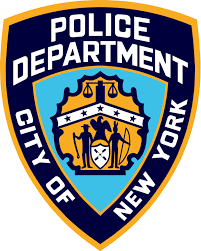 POLICE
DEPARTMENT
CITY OF
NEW YORK